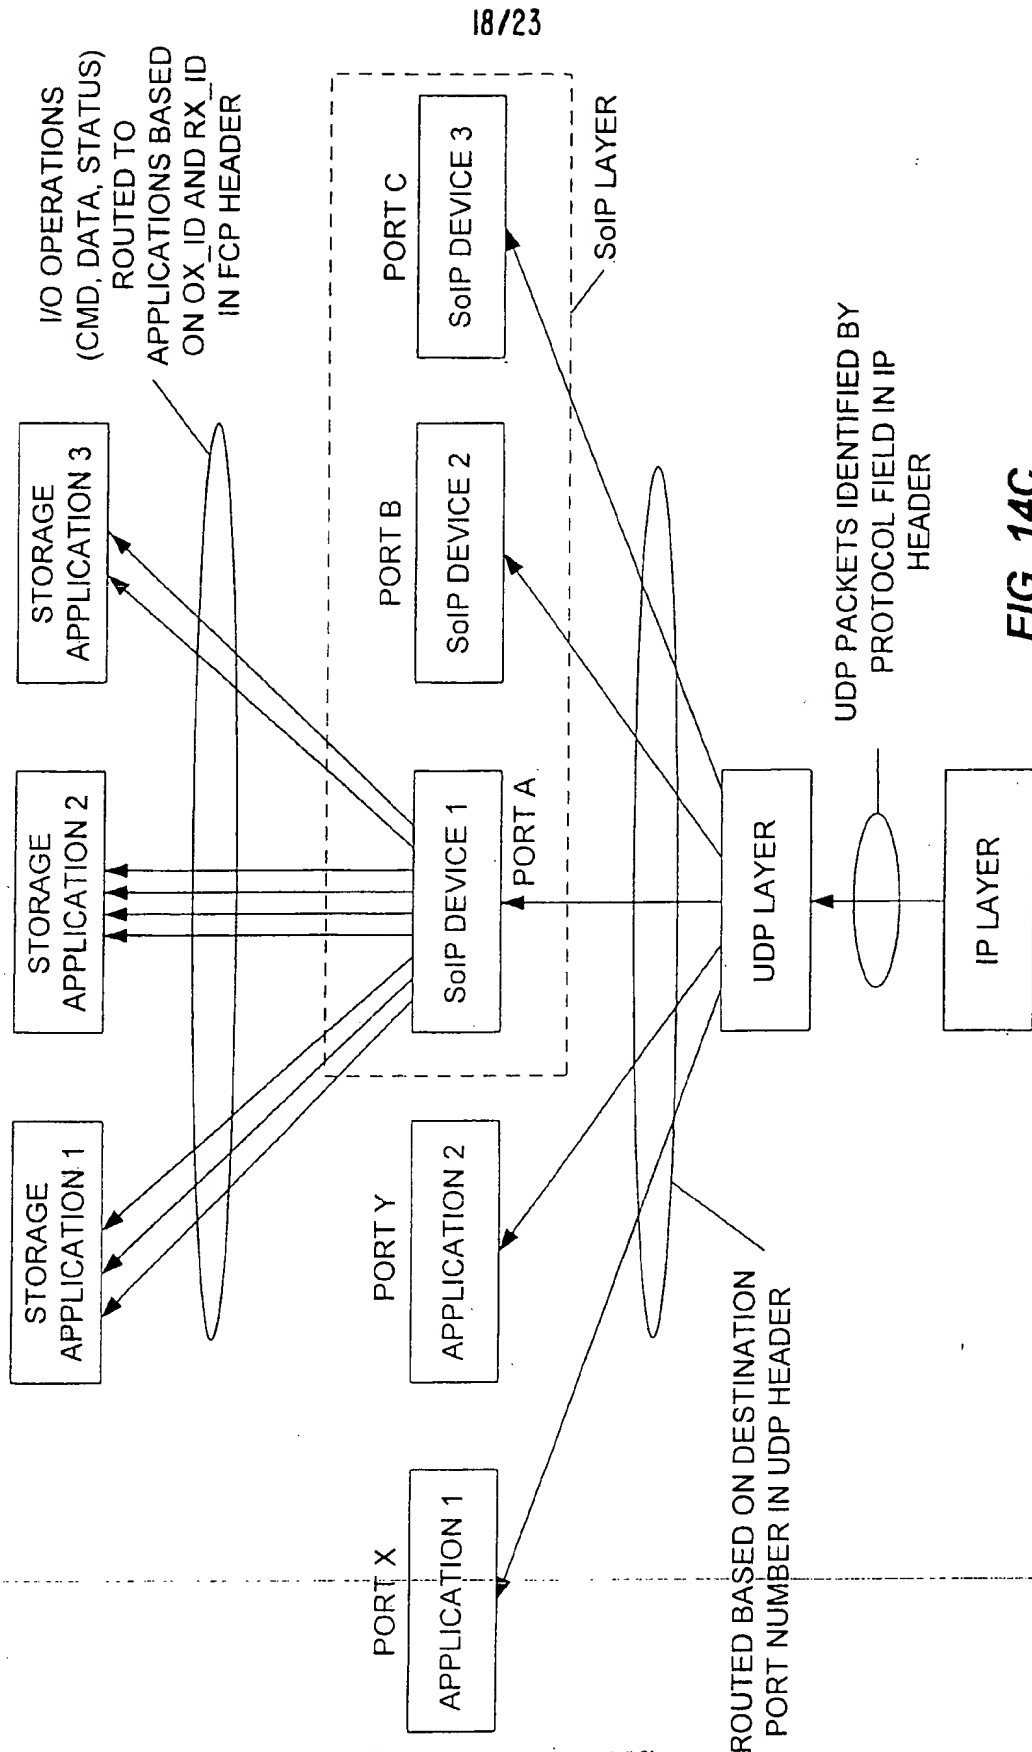 18/23
I/O OPERATIONS
(CMD, DATA, STATUS)
ROUTED TO
APPLICATIONS BASED
ON OX_ID AND RX_ID
IN FCP HEADER
STORAGE
APPLICATION 1
STORAGE
APPLICATION 2
STORAGE
APPLICATION 3
PORT X
APPLICATION 1
PORT Y
APPLICATION 2
SoIP DEVICE 1
PORT A
PORT B
SoIP DEVICE 2
PORT C
SoIP DEVICE 3
SoIP LAYER
ROUTED BASED ON DESTINATION
PORT NUMBER IN UDP HEADER
UDP LAYER
UDP PACKETS IDENTIFIED BY
PROTOCOL FIELD IN IP
HEADER
IP LAYER
FIG. 14C